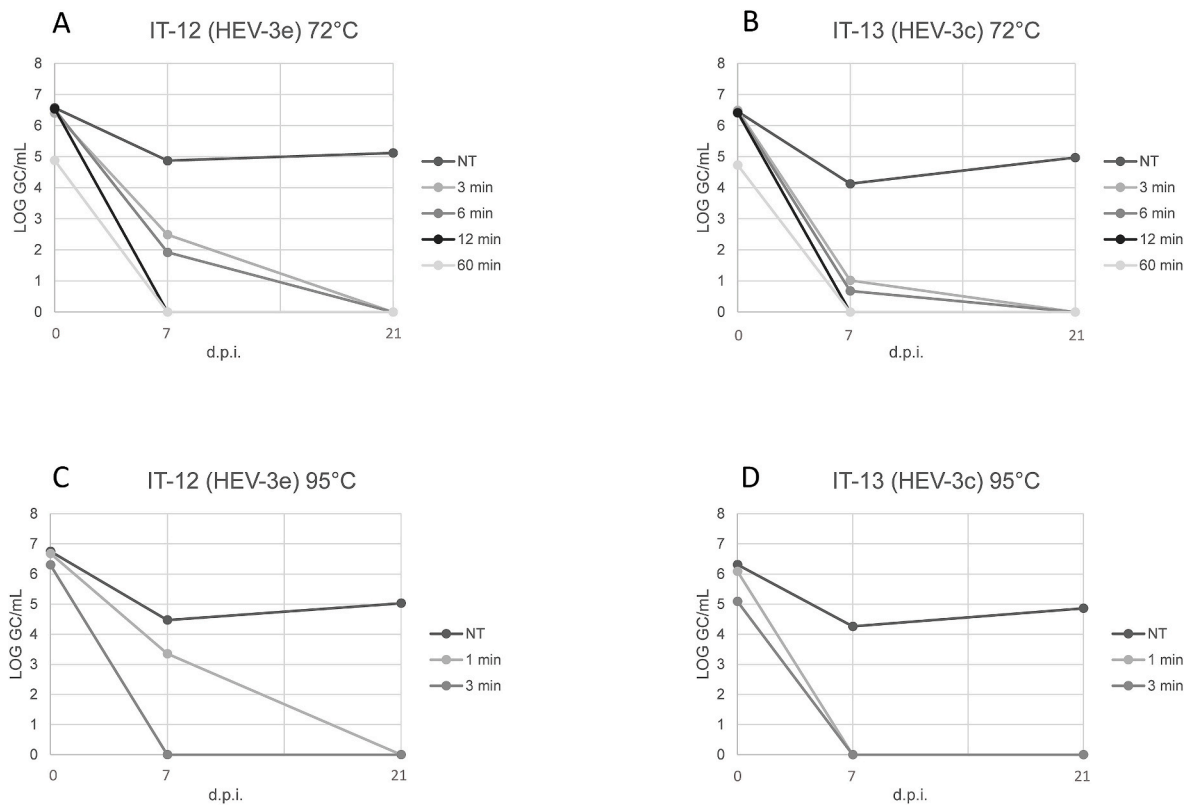 A
IT-12 (HEV-3e) 72°C
LOG GC/mL
8
7
6
5
4
3
2
1
0
0
7
21
d.p.i.
NT
3 min
6 min
12 min
60 min
B
IT-13 (HEV-3c) 72°C
LOG GC/mL
8
7
6
5
4
3
2
1
0
0
7
21
d.p.i.
NT
3 min
6 min
12 min
60 min
C
IT-12 (HEV-3e) 95°C
LOG GC/mL
8
7
6
5
4
3
2
1
0
0
7
21
d.p.i.
NT
1 min
3 min
D
IT-13 (HEV-3c) 95°C
LOG GC/mL
8
7
6
5
4
3
2
1
0
0
7
21
d.p.i.
NT
1 min
3 min